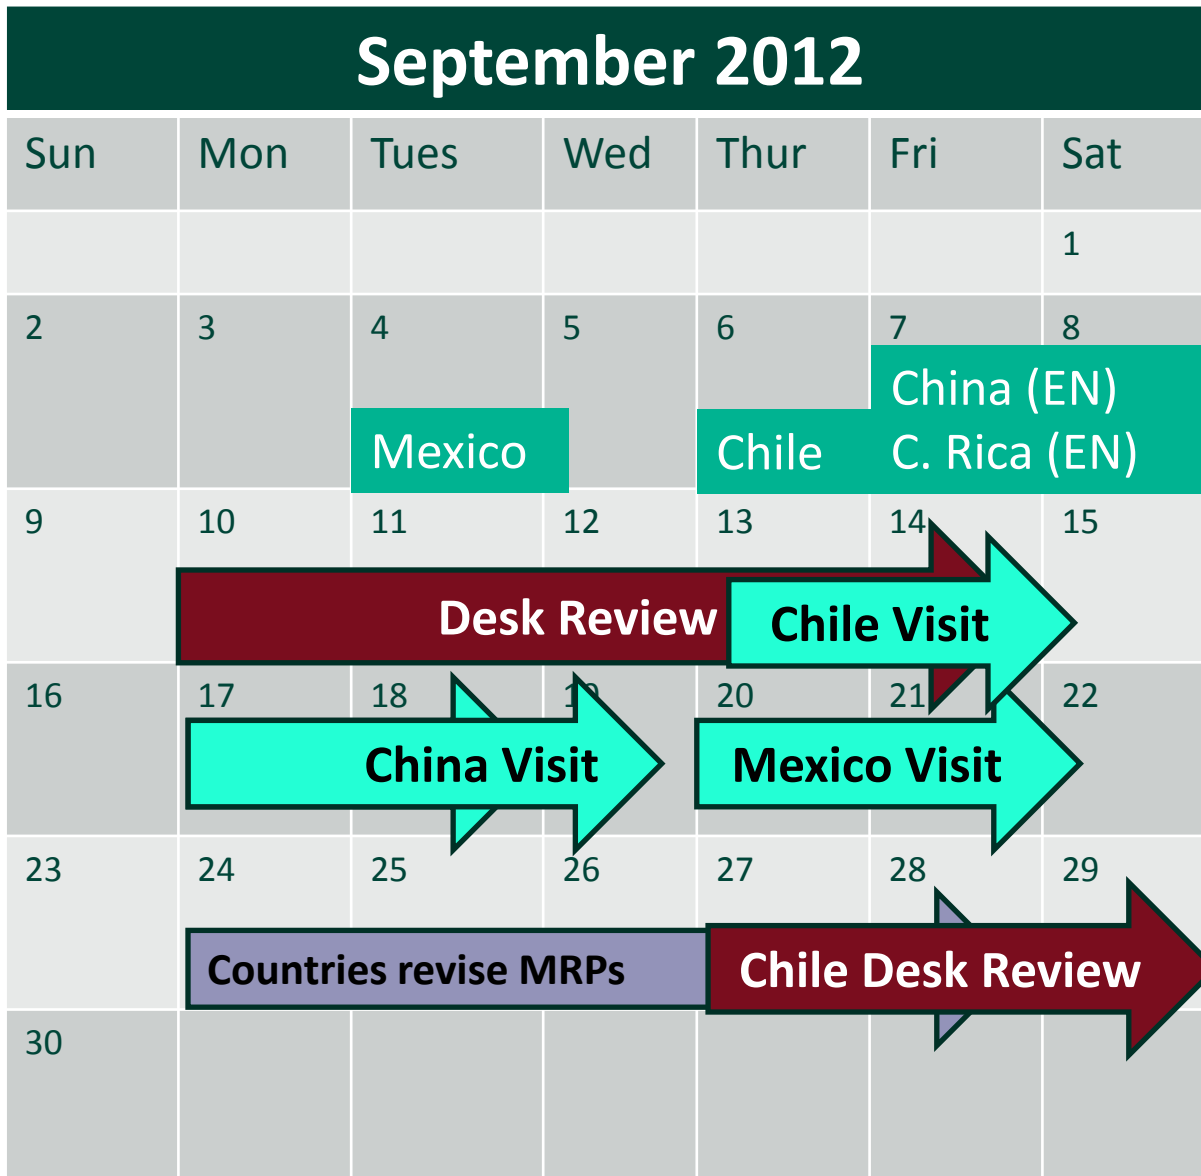 September 2012
Sun Mon Tues Wed Thur Fri Sat
1
2 3 4 5 6 7 8
China (EN)
Mexico Chile C. Rica (EN)
9 10 11 12 13 14 15
Desk Review Chile Visit
16 17 18 19 20 21 22
China Visit Mexico Visit
23 24 25 26 27 28 29
Countries revise MRPs Chile Desk Review
30